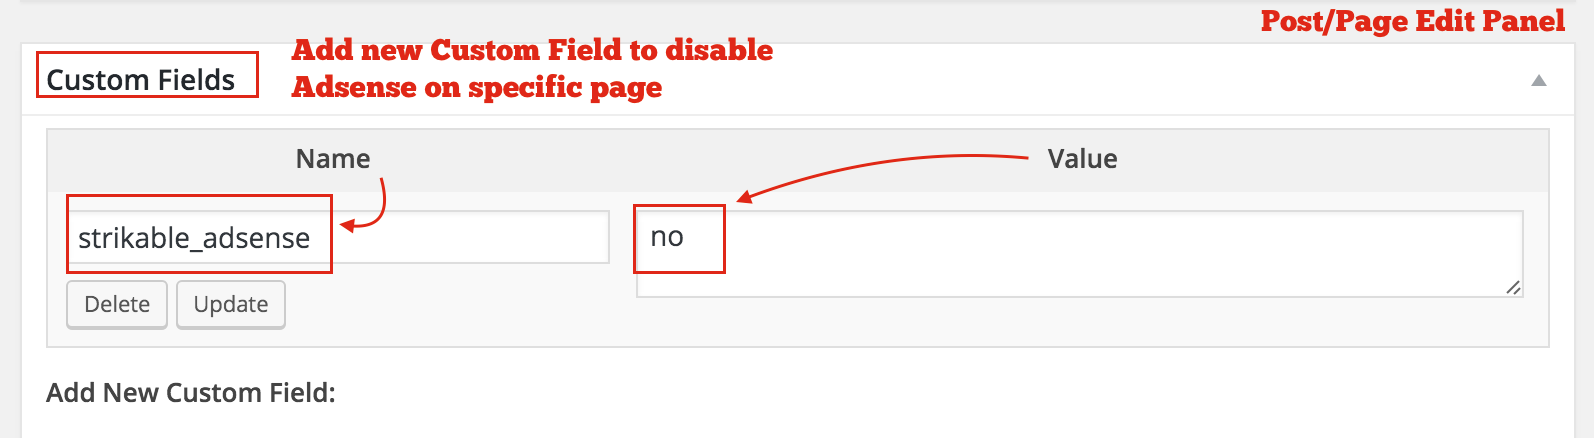 Post/Page Edit Panel
Add new Custom Field to disable
Adsense on specific page
Custom Fields
Name
Value
strikable_adsense
no
Delete
Update
Add New Custom Field: